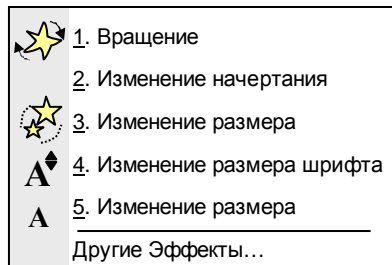 1. Вращение
2. Изменение начертания
3. Изменение размера
A 4. Изменение размера шрифта
A 5. Изменение размера
Другие Эффекты…